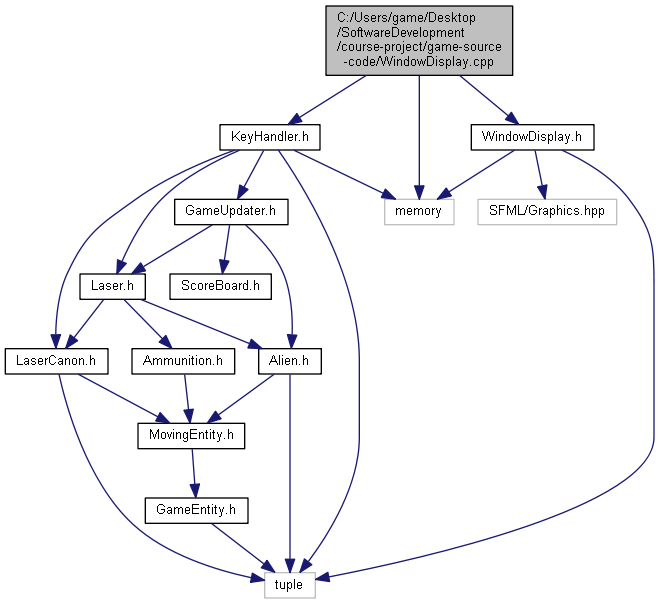 C:/Users/game/Desktop
/SoftwareDevelopment
/course-project/game-source
-code/WindowDisplay.cpp
KeyHandler.h
WindowDisplay.h
GameUpdater.h
memory
SFML/Graphics.hpp
Laser.h
ScoreBoard.h
LaserCanon.h
Ammunition.h
Alien.h
MovingEntity.h
GameEntity.h
tuple